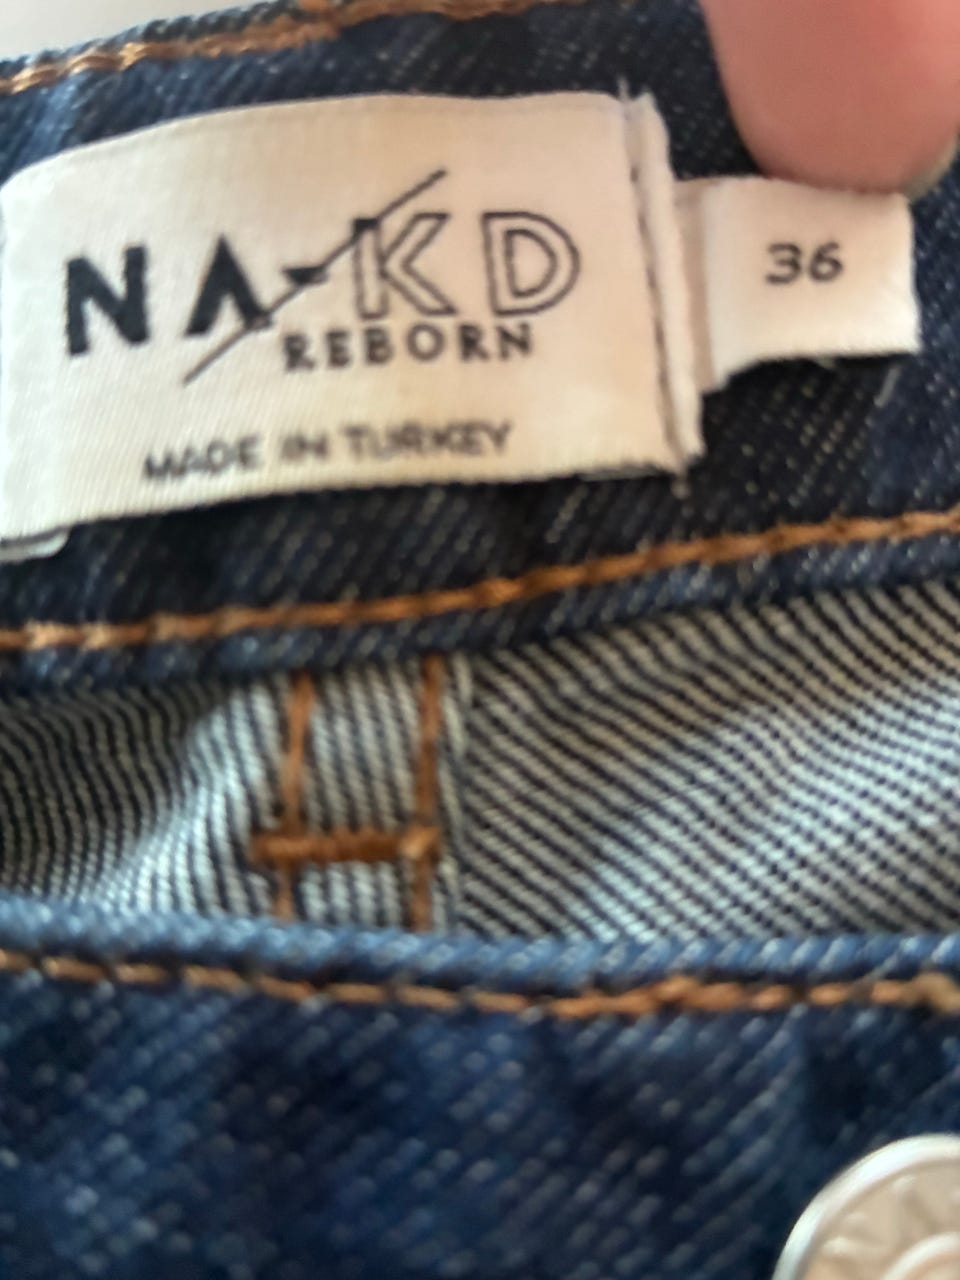 NA-KD
REBORN
MADE IN TURKEY
36